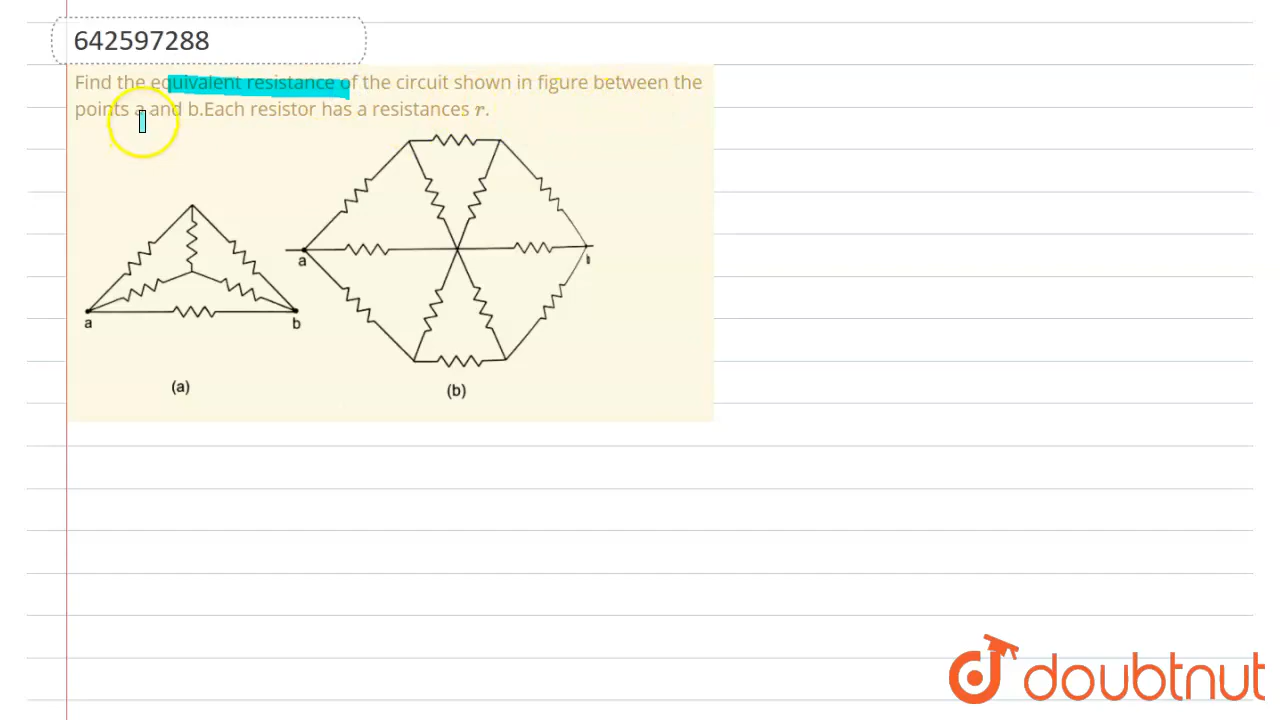 642597288
Find the equivalent resistance of the circuit shown in figure between the
points a and b.Each resistor has a resistances r.
a
b
a
(a)
(b)
doubtnut